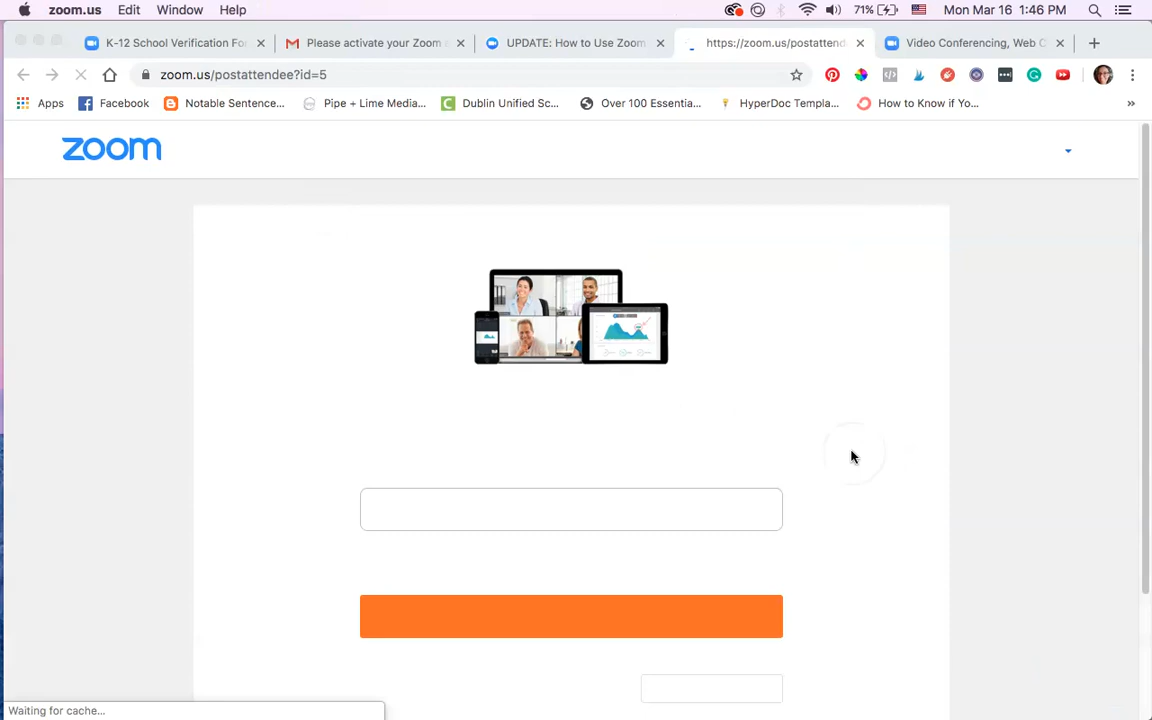 zoom.us Edit Window Help 71% Mon Mar 16 1:46 PM
K-12 School Verification Fo
Please activate your Zoom
UPDATE: How to Use Zoom
https://zoom.us/postattend
Video Conferencing, Web C
zoom.us/postattendee?id=5
Apps Facebook Notable Sentence... Pipe + Lime Media... Dublin Unified Sc... Over 100 Essentia... HyperDoc Templa... How to Know if Yo... »
zoom
Waiting for cache...